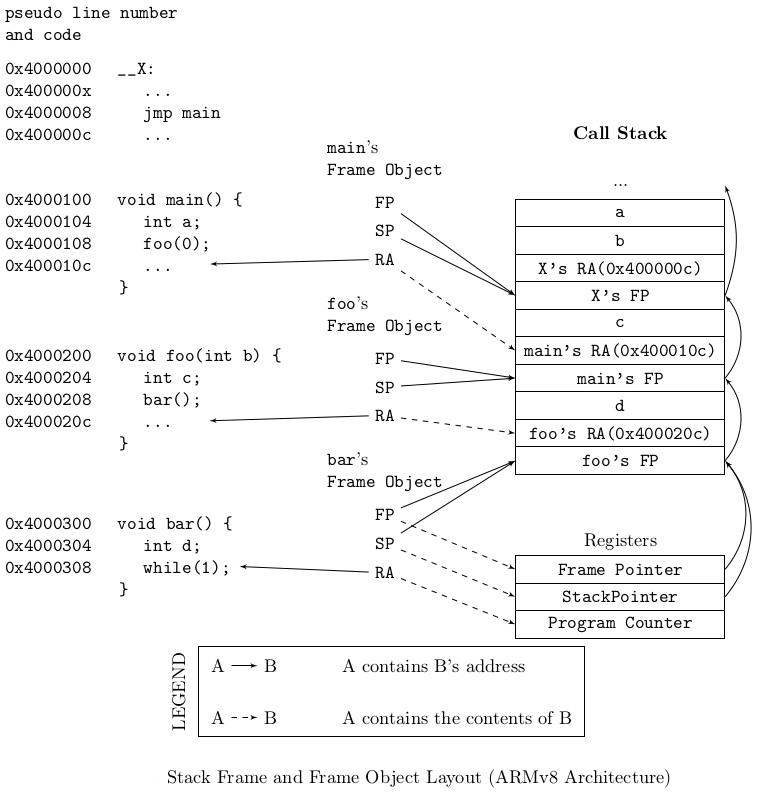 pseudo line number
and code
0x4000000 __X:
0x400000x ...
0x4000008 jmp main
0x400000c ...
main's
Frame Object
0x4000100 void main() {
0x4000104 int a;
0x4000108 foo(0);
0x400010c ...
}
FP
SP
RA
foo's
Frame Object
0x4000200 void foo(int b) {
0x4000204 int c;
0x4000208 bar();
0x400020c ...
}
FP
SP
RA
bar's
Frame Object
0x4000300 void bar() {
0x4000304 int d;
0x4000308 while(1);
}
FP
SP
RA
Call Stack
...
a
b
X's RA(0x400000c)
X's FP
c
main's RA(0x400010c)
main's FP
d
foo's RA(0x400020c)
foo's FP
Registers
Frame Pointer
StackPointer
Program Counter
LEGEND
A B A contains B's address
A B A contains the contents of B
Stack Frame and Frame Object Layout (ARMv8 Architecture)